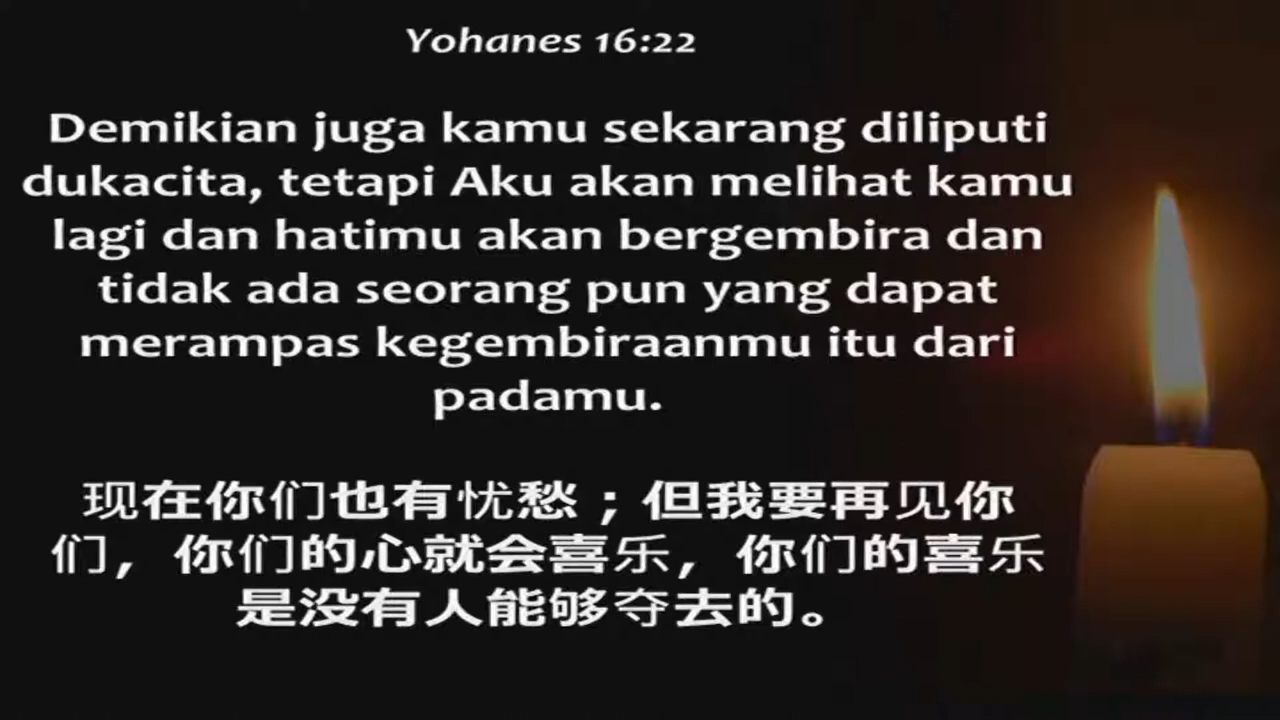 Yohanes 16:22
Demikian juga kamu sekarang diliputi
dukacita, tetapi Aku akan melihat kamu
lagi dan hatimu akan bergembira dan
tidak ada seorang pun yang dapat
merampas kegembiraanmu itu dari
padamu.
现在你们也有忧愁；但我要再见你
们，你们的心就会喜乐，你们的喜乐
是没有人能够夺去的。